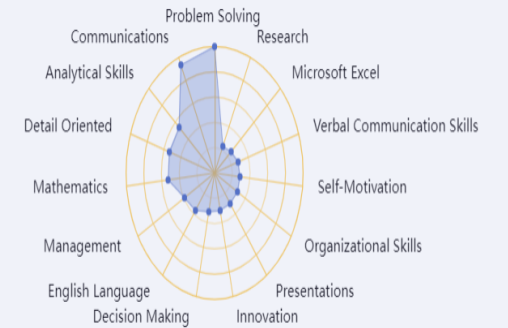 Problem Solving
Communications
Research
Analytical Skills
Microsoft Excel
Detail Oriented
Verbal Communication Skills
Mathematics
Self-Motivation
Management
Organizational Skills
English Language
Presentations
Decision Making
Innovation